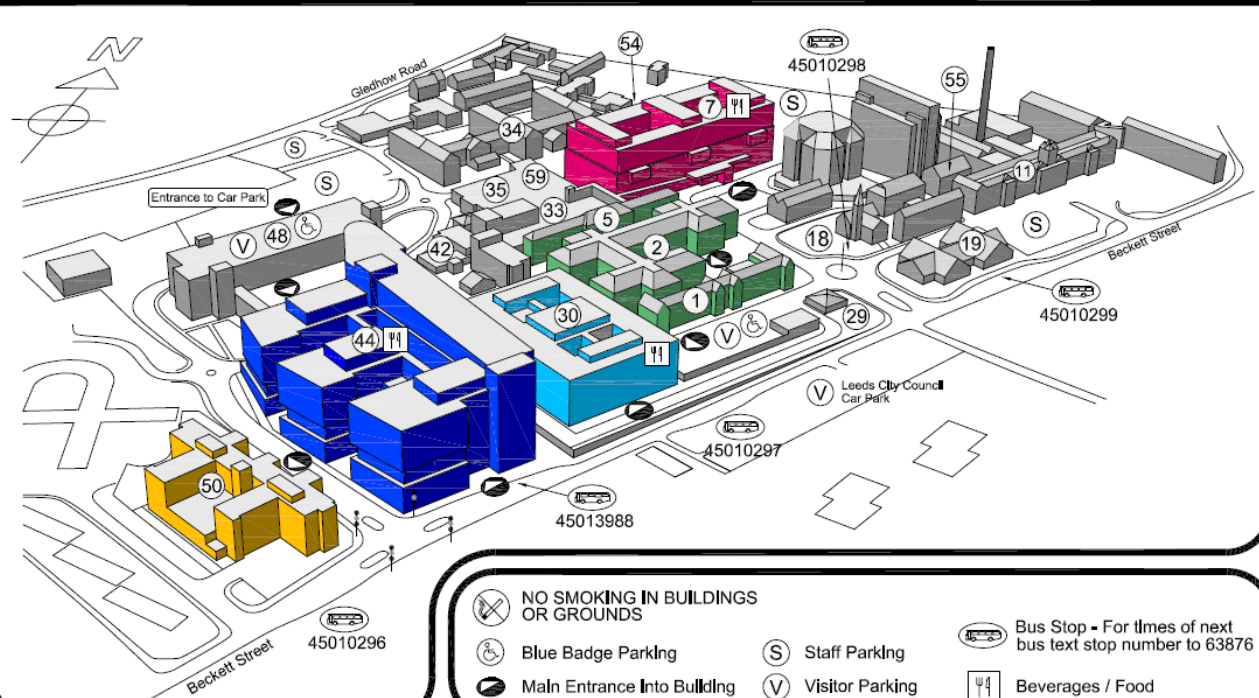 N
54
45010298
Gledhow Road
7
S
55
34
S
59
S
35
11
Entrance to Car Park
33
5
S
V
48
42
2
18
19
Beckett Street
1
30
45010299
V
29
44
V
Leeds City Council
Car Park
45010297
50
45013988
45010296
Beckett Street
NO SMOKING IN BUILDINGS
OR GROUNDS
Blue Badge Parking
Main Entrance Into Building
S Staff Parking
V Visitor Parking
Bus Stop - For times of next
bus text stop number to 63876
Beverages / Food